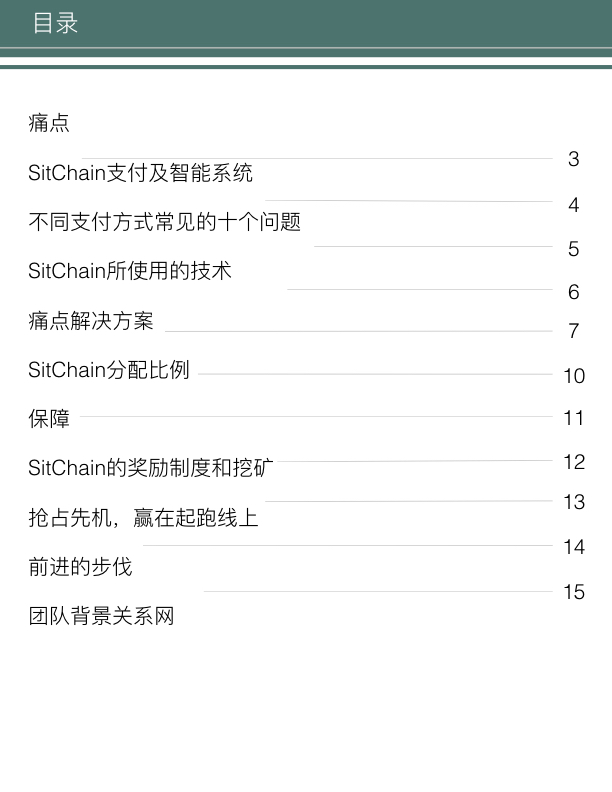 目录
痛点
3
SitChain支付及智能系统
4
不同支付方式常见的十个问题
5
SitChain所使用的技术
6
痛点解决方案
7
SitChain分配比例
10
保障
11
SitChain的奖励制度和挖矿
12
抢占先机，赢在起跑线上
13
前进的步伐
14
团队背景关系网
15